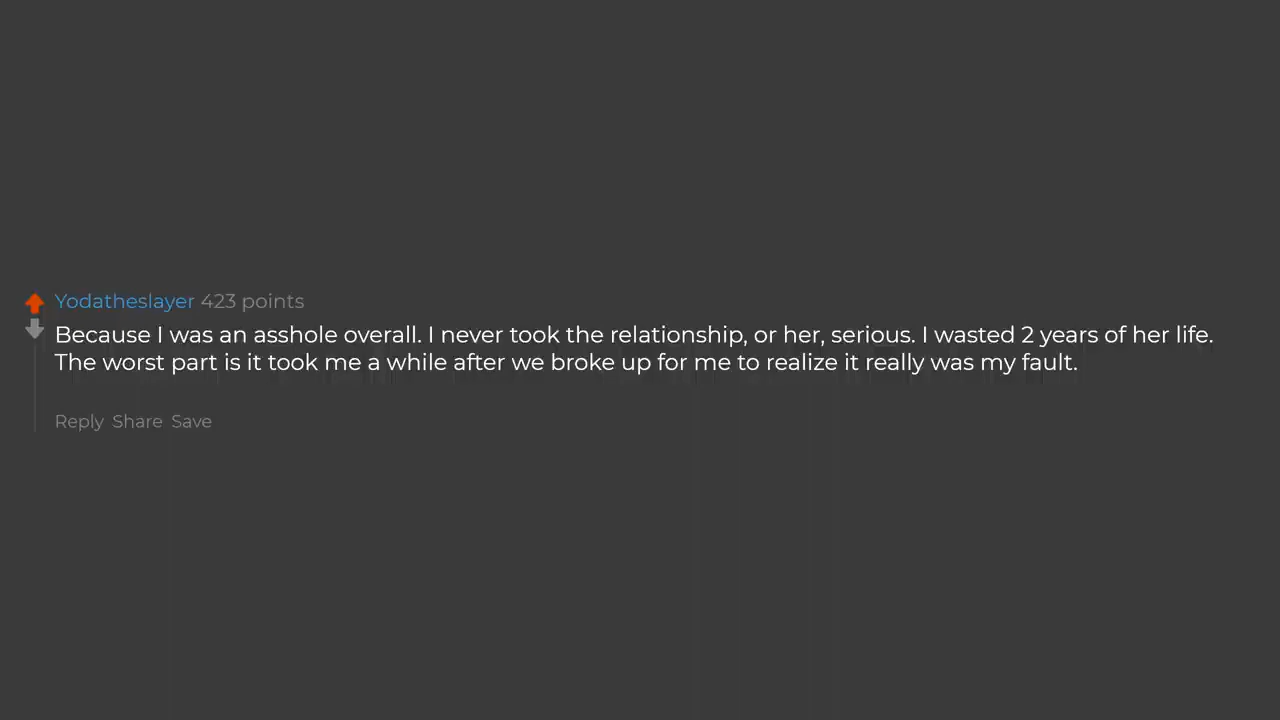 Yodatheslayer 423 points
Because I was an asshole overall. I never took the relationship, or her, serious. I wasted 2 years of her life.
The worst part is it took me a while after we broke up for me to realize it really was my fault.
Reply Share Save